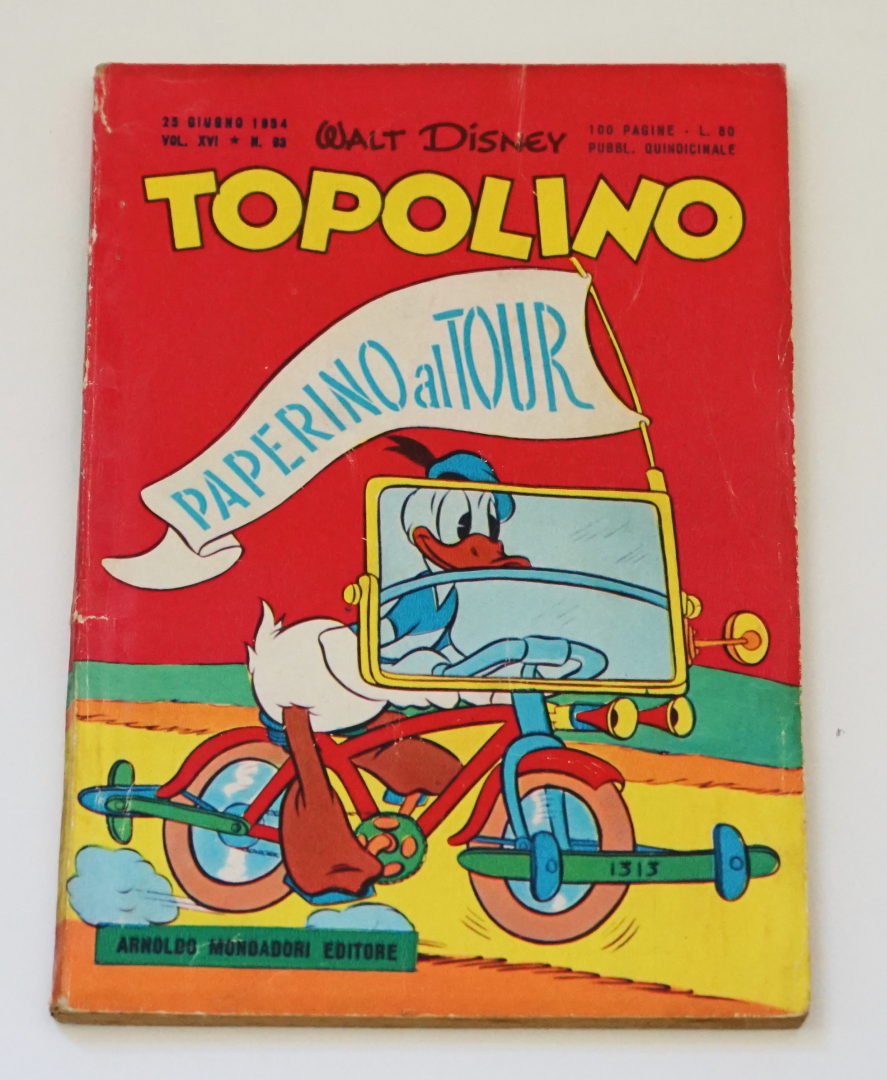 25 GIUGNO 1954
VOL. XVI ★ N. 93
WALT DISNEY
100 PAGINE - L. 80
PUBBL. QUINDICINALE
TOPOLINO
PAPERINO al TOUR
1313
ARNOLDO MONDADORI EDITORE